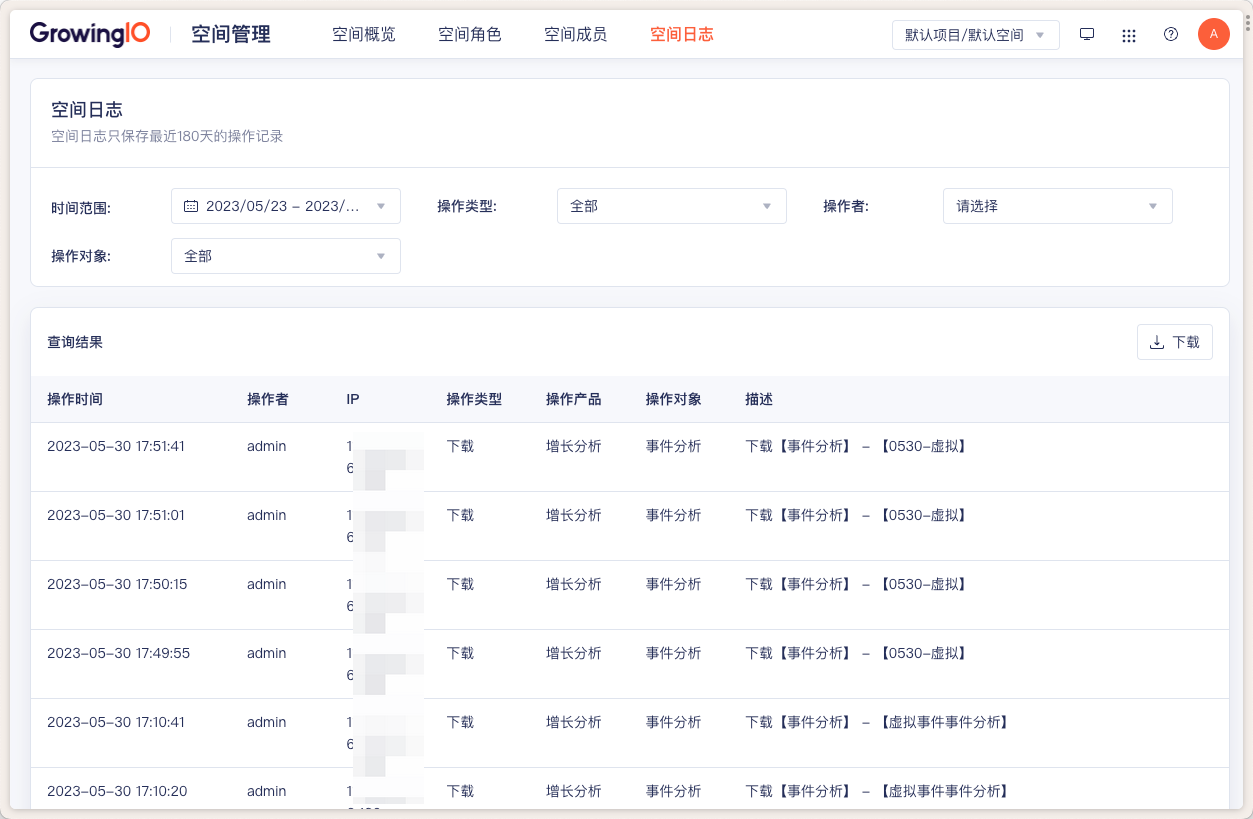 GrowingIO 空间管理 空间概览 空间角色 空间成员 空间日志 默认项目/默认空间 A
空间日志
空间日志只保存最近180天的操作记录
时间范围: 2023/05/23 - 2023/... 操作类型: 全部 操作者: 请选择
操作对象: 全部
查询结果 下载
操作时间 操作者 IP 操作类型 操作产品 操作对象 描述
2023-05-30 17:51:41 admin 1 下载 增长分析 事件分析 下载【事件分析】 - 【0530-虚拟】
6
2023-05-30 17:51:01 admin 1 下载 增长分析 事件分析 下载【事件分析】 - 【0530-虚拟】
6
2023-05-30 17:50:15 admin 1 下载 增长分析 事件分析 下载【事件分析】 - 【0530-虚拟】
6
2023-05-30 17:49:55 admin 1 下载 增长分析 事件分析 下载【事件分析】 - 【0530-虚拟】
6
2023-05-30 17:10:41 admin 1 下载 增长分析 事件分析 下载【事件分析】 - 【虚拟事件事件分析】
6
2023-05-30 17:10:20 admin 1 下载 增长分析 事件分析 下载【事件分析】 - 【虚拟事件事件分析】